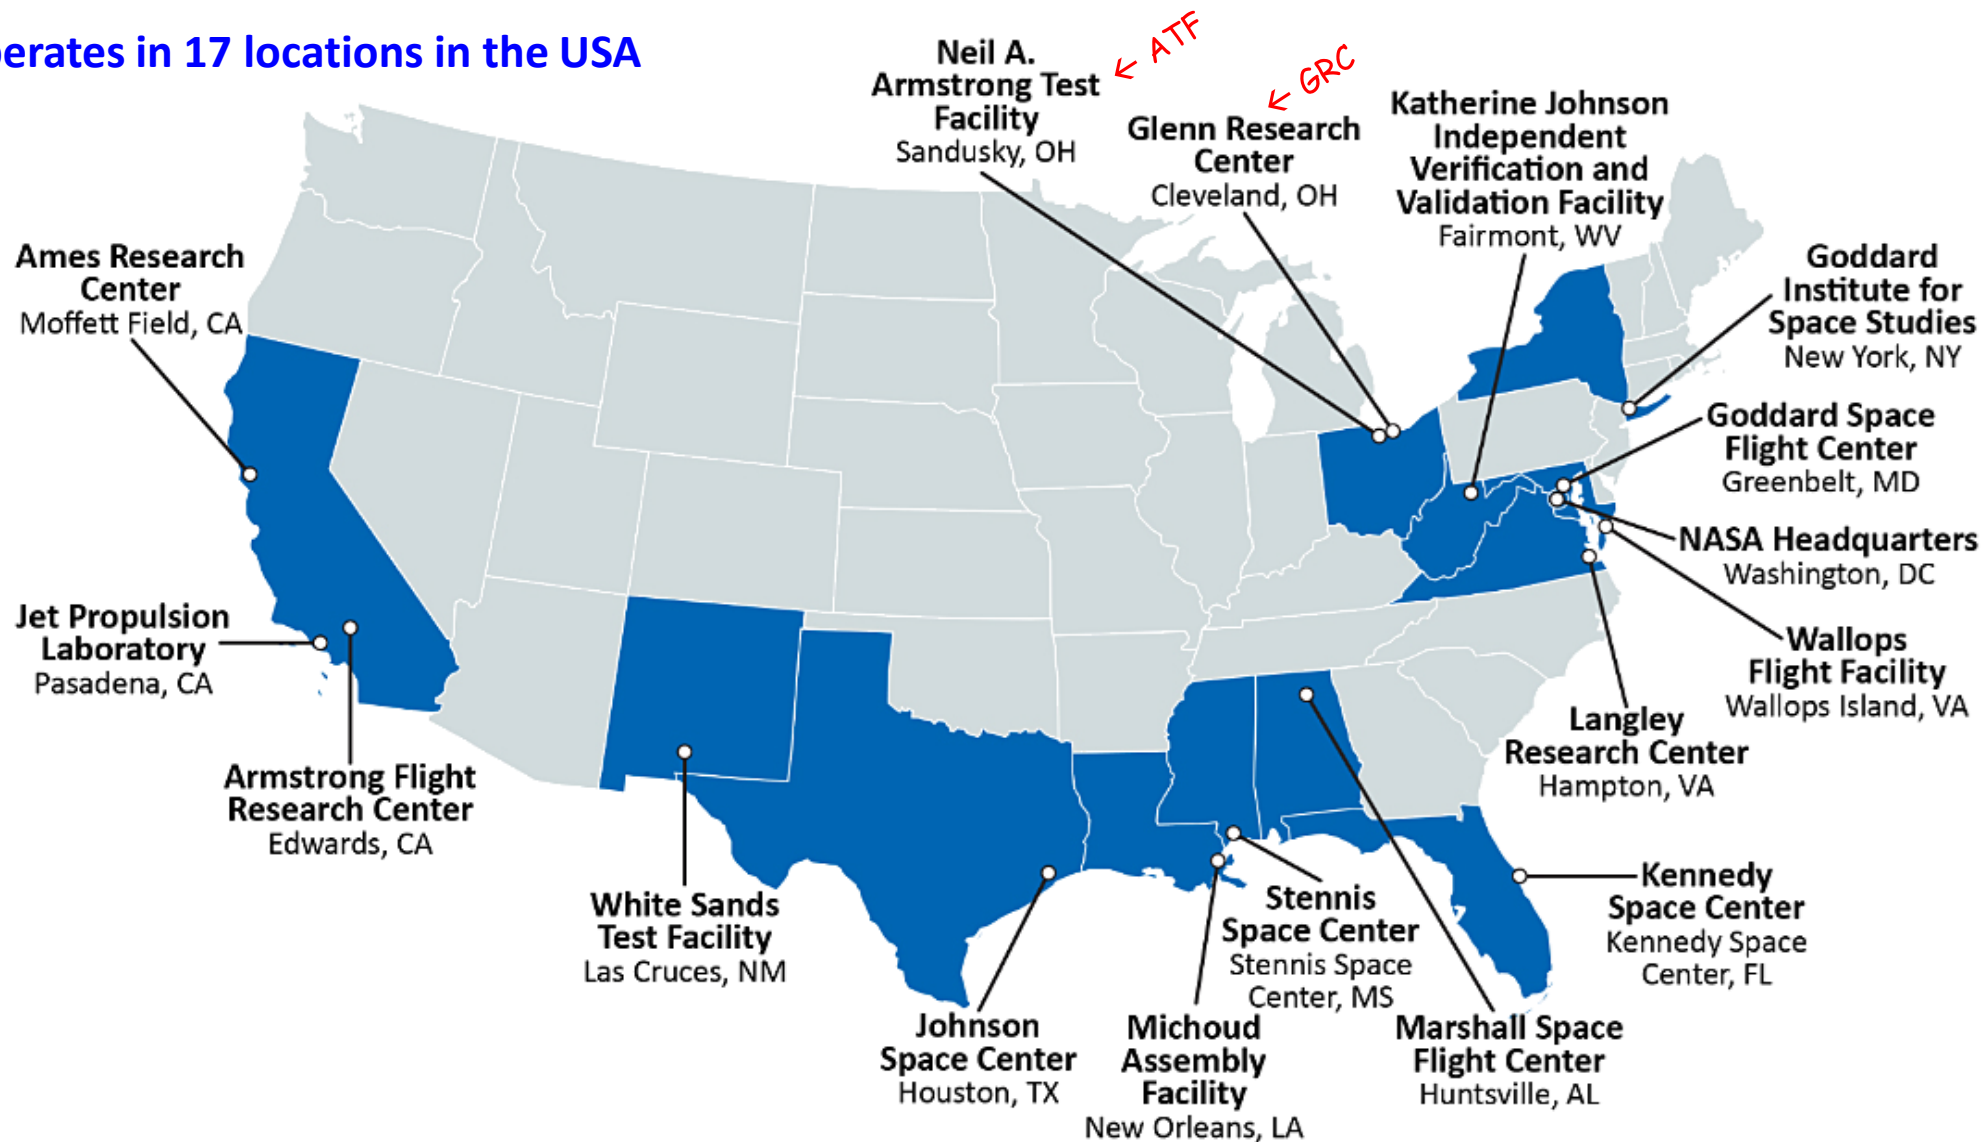 perates in 17 locations in the USA
Neil A.
Armstrong Test
Facility
Sandusky, OH
← ATF
Glenn Research
Center
Cleveland, OH
← GRC
Katherine Johnson
Independent
Verification and
Validation Facility
Fairmont, WV
Ames Research
Center
Moffett Field, CA
Goddard
Institute for
Space Studies
New York, NY
Goddard Space
Flight Center
Greenbelt, MD
NASA Headquarters
Washington, DC
Jet Propulsion
Laboratory
Pasadena, CA
Wallops
Flight Facility
Wallops Island, VA
Langley
Research Center
Hampton, VA
Armstrong Flight
Research Center
Edwards, CA
White Sands
Test Facility
Las Cruces, NM
Stennis
Space Center
Stennis Space
Center, MS
Kennedy
Space Center
Kennedy Space
Center, FL
Johnson
Space Center
Houston, TX
Michoud
Assembly
Facility
New Orleans, LA
Marshall Space
Flight Center
Huntsville, AL